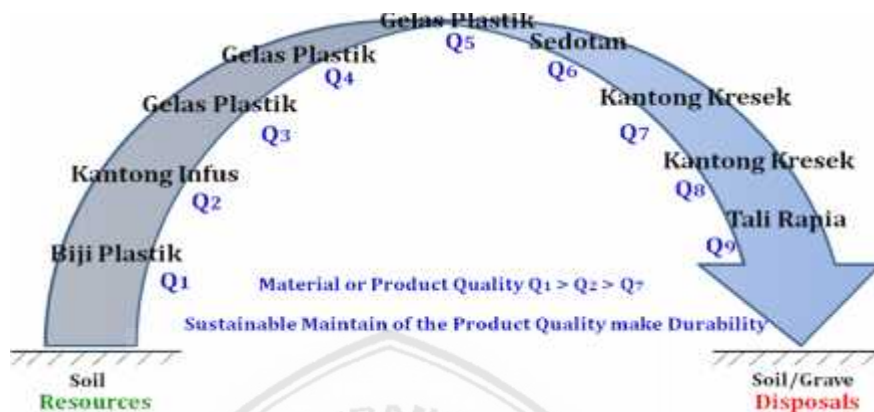 Gelas Plastik
Q5
Gelas Plastik
Q4
Sedotan
Q6
Gelas Plastik
Q3
Kantong Kresek
Q7
Kantong Infus
Q2
Kantong Kresek
Q8
Biji Plastik
Q1
Tali Rapia
Q9
Material or Product Quality Q1 > Q2 > Q7
Sustainable Maintain of the Product Quality make Durability
Soil
Resources
Soil/Grave
Disposals